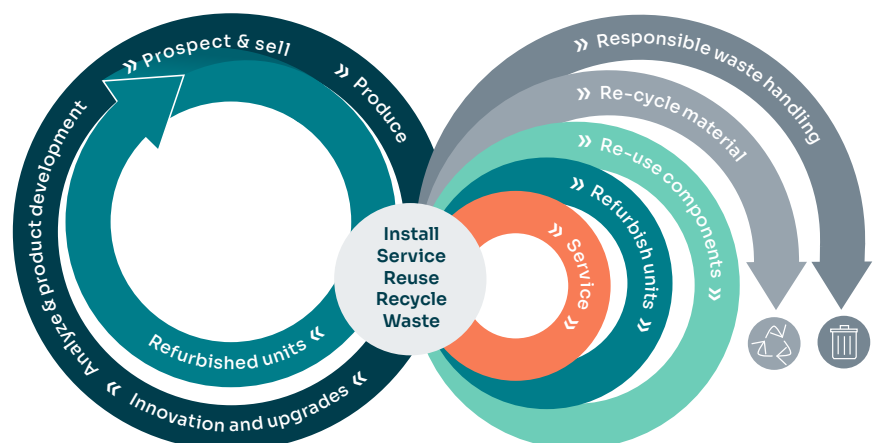 » Prospect & sell
» Produce
Analyze & product development
» Innovation and upgrades »
Refurbished units »
Install
Service
Reuse
Recycle
Waste
» Responsible waste handling
» Re-cycle material
» Re-use components »
» Refurbish units »
» Service »